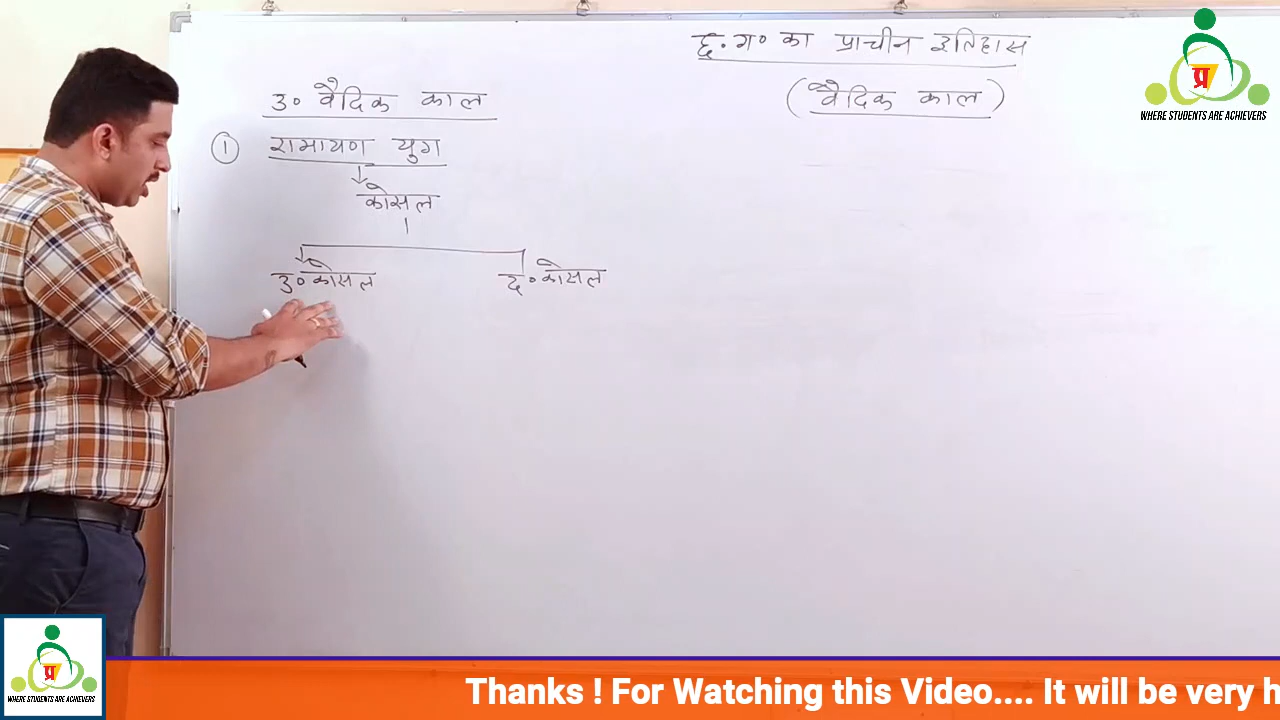 छ.ग॰ का प्राचीन इतिहास
(वैदिक काल)
उ॰ वैदिक काल
① रामायण युग
कोसल
उ॰कोसल द॰कोसल
प्र
WHERE STUDENTS ARE ACHIEVERS
प्र
WHERE STUDENTS ARE ACHIEVERS
Thanks ! For Watching this Video.... It will be very h